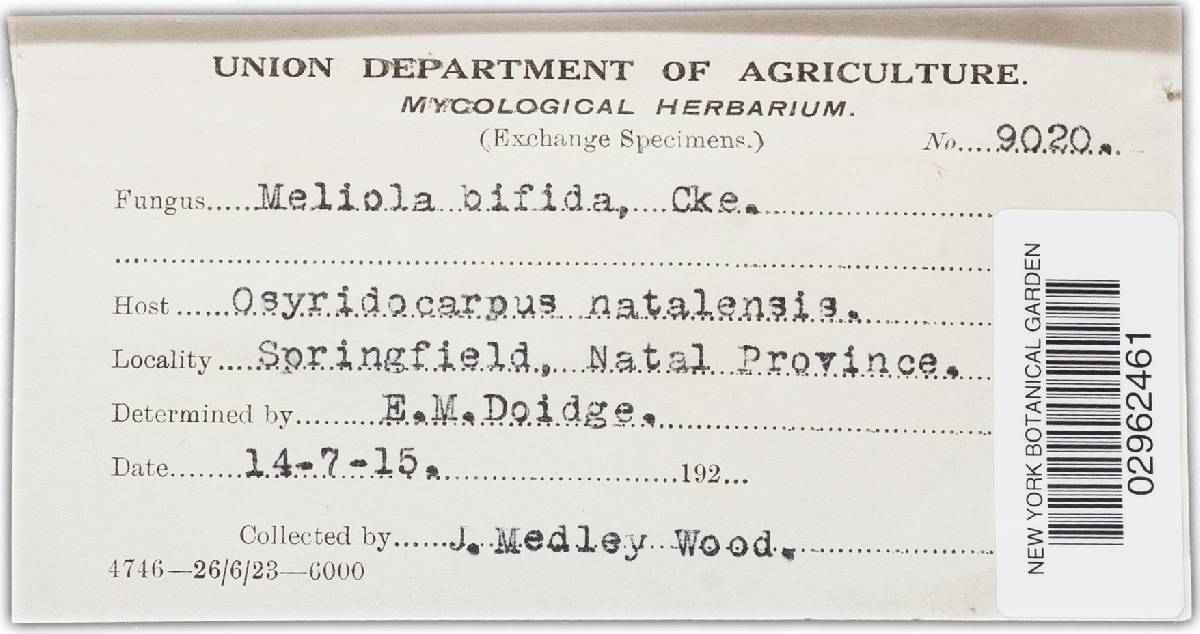 UNION DEPARTMENT OF AGRICULTURE.
MYCOLOGICAL HERBARIUM.
(Exchange Specimens.)
No....9020..
Fungus.....Meliola bifida, Cke.
Host......Osyridocarpus natalensis.
Locality....Springfield, Natal Province.
Determined by........E.M.Doidge.
Date........14-7-15. 192...
Collected by......J. Medley Wood.
4746—26/6/23—6000
NEW YORK BOTANICAL GARDEN
02962461